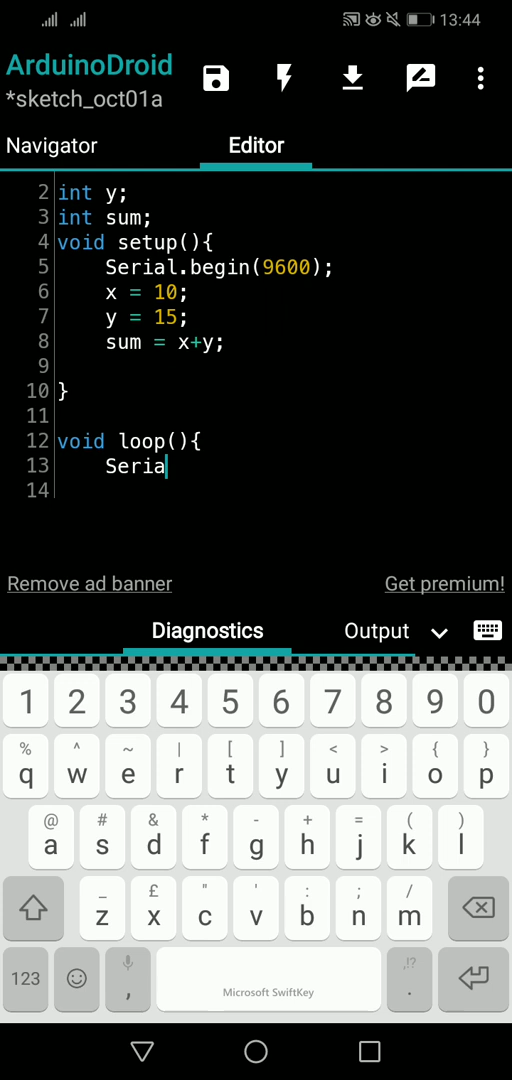 13:44
ArduinoDroid
*sketch_oct01a
Navigator Editor
2 int y;
3 int sum;
4 void setup(){
5 Serial.begin(9600);
6 x = 10;
7 y = 15;
8 sum = x+y;
9
10 }
11
12 void loop(){
13 Seria
14
Remove ad banner Get premium!
Diagnostics Output
1 2 3 4 5 6 7 8 9 0
% ^ ~ | [ ] < > { }
q w e r t y u i o p
@ # & * - + = ( )
a s d f g h j k l
_ £ " ' : ; /
z x c v b n m
,!?
123 , Microsoft SwiftKey .